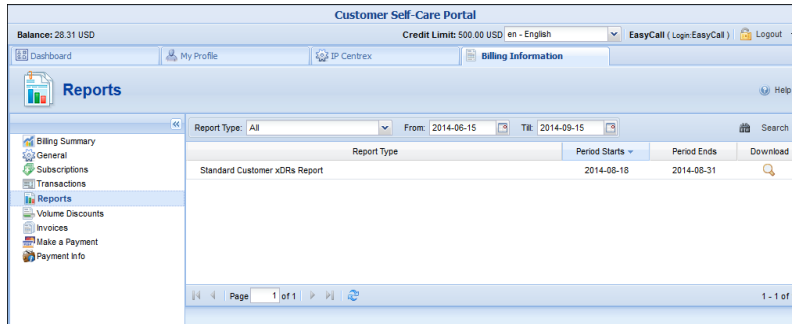 Customer Self-Care Portal
Balance: 28.31 USD Credit Limit: 500.00 USD en - English EasyCall ( Login:EasyCall ) Logout
Dashboard My Profile IP Centrex Billing Information
Reports Help
Report Type: All From: 2014-06-15 Till: 2014-09-15 Search
Billing Summary
General
Subscriptions
Transactions
Reports
Volume Discounts
Invoices
Make a Payment
Payment Info
Report Type Period Starts Period Ends Download
Standard Customer xDRs Report 2014-08-18 2014-08-31
Page 1 of 1 1 - 1 of